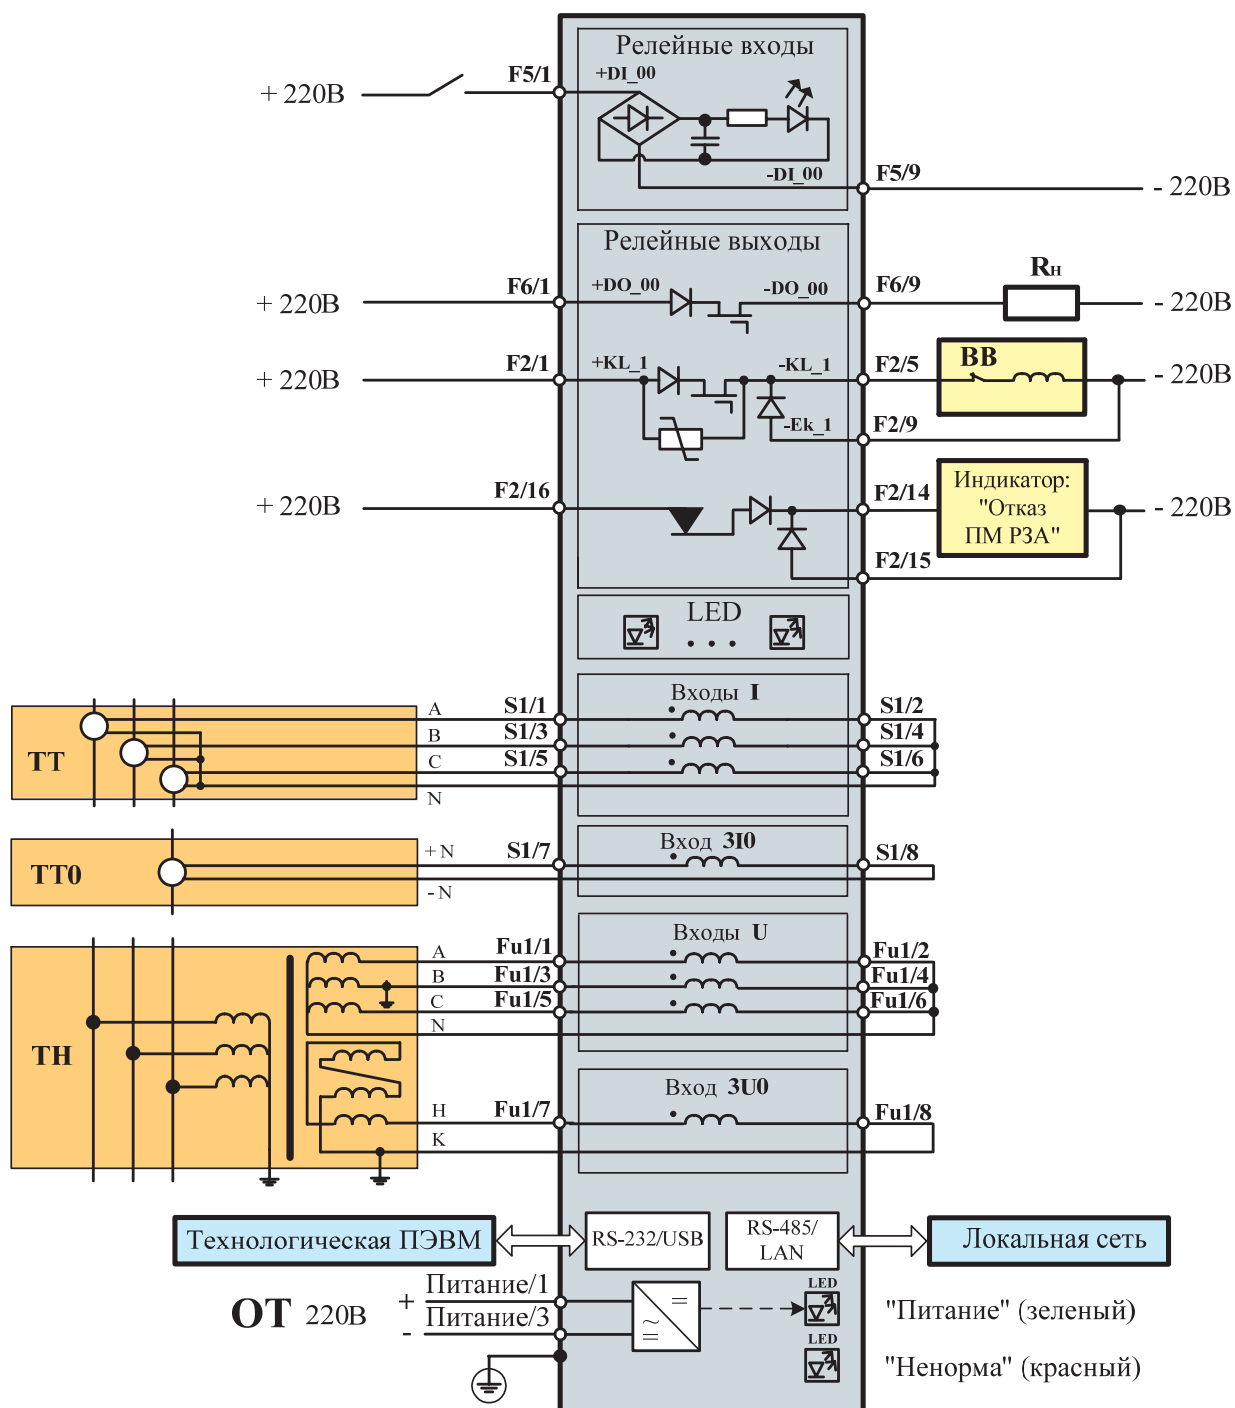 Релейные входы
+ 220В
F5/1
+DI_00
-DI_00
F5/9
- 220В
Релейные выходы
+ 220В
F6/1
+DO_00
-DO_00
F6/9
Rн
- 220В
+ 220В
F2/1
+KL_1
-KL_1
F2/5
ВВ
- 220В
-Ek_1
F2/9
+ 220В
F2/16
F2/14
Индикатор:
"Отказ
ПМ РЗА"
- 220В
F2/15
LED
. . .
Входы I
ТТ
A
S1/1
S1/2
B
S1/3
S1/4
C
S1/5
S1/6
N
Вход 3I0
ТТ0
+ N
S1/7
S1/8
- N
Входы U
ТН
A
Fu1/1
Fu1/2
B
Fu1/3
Fu1/4
C
Fu1/5
Fu1/6
N
Вход 3U0
H
Fu1/7
Fu1/8
K
Технологическая ПЭВМ
RS-232/USB
RS-485/
LAN
Локальная сеть
ОТ 220В
+
Питание/1
-
Питание/3
=
~
=
LED
"Питание" (зеленый)
LED
"Ненорма" (красный)